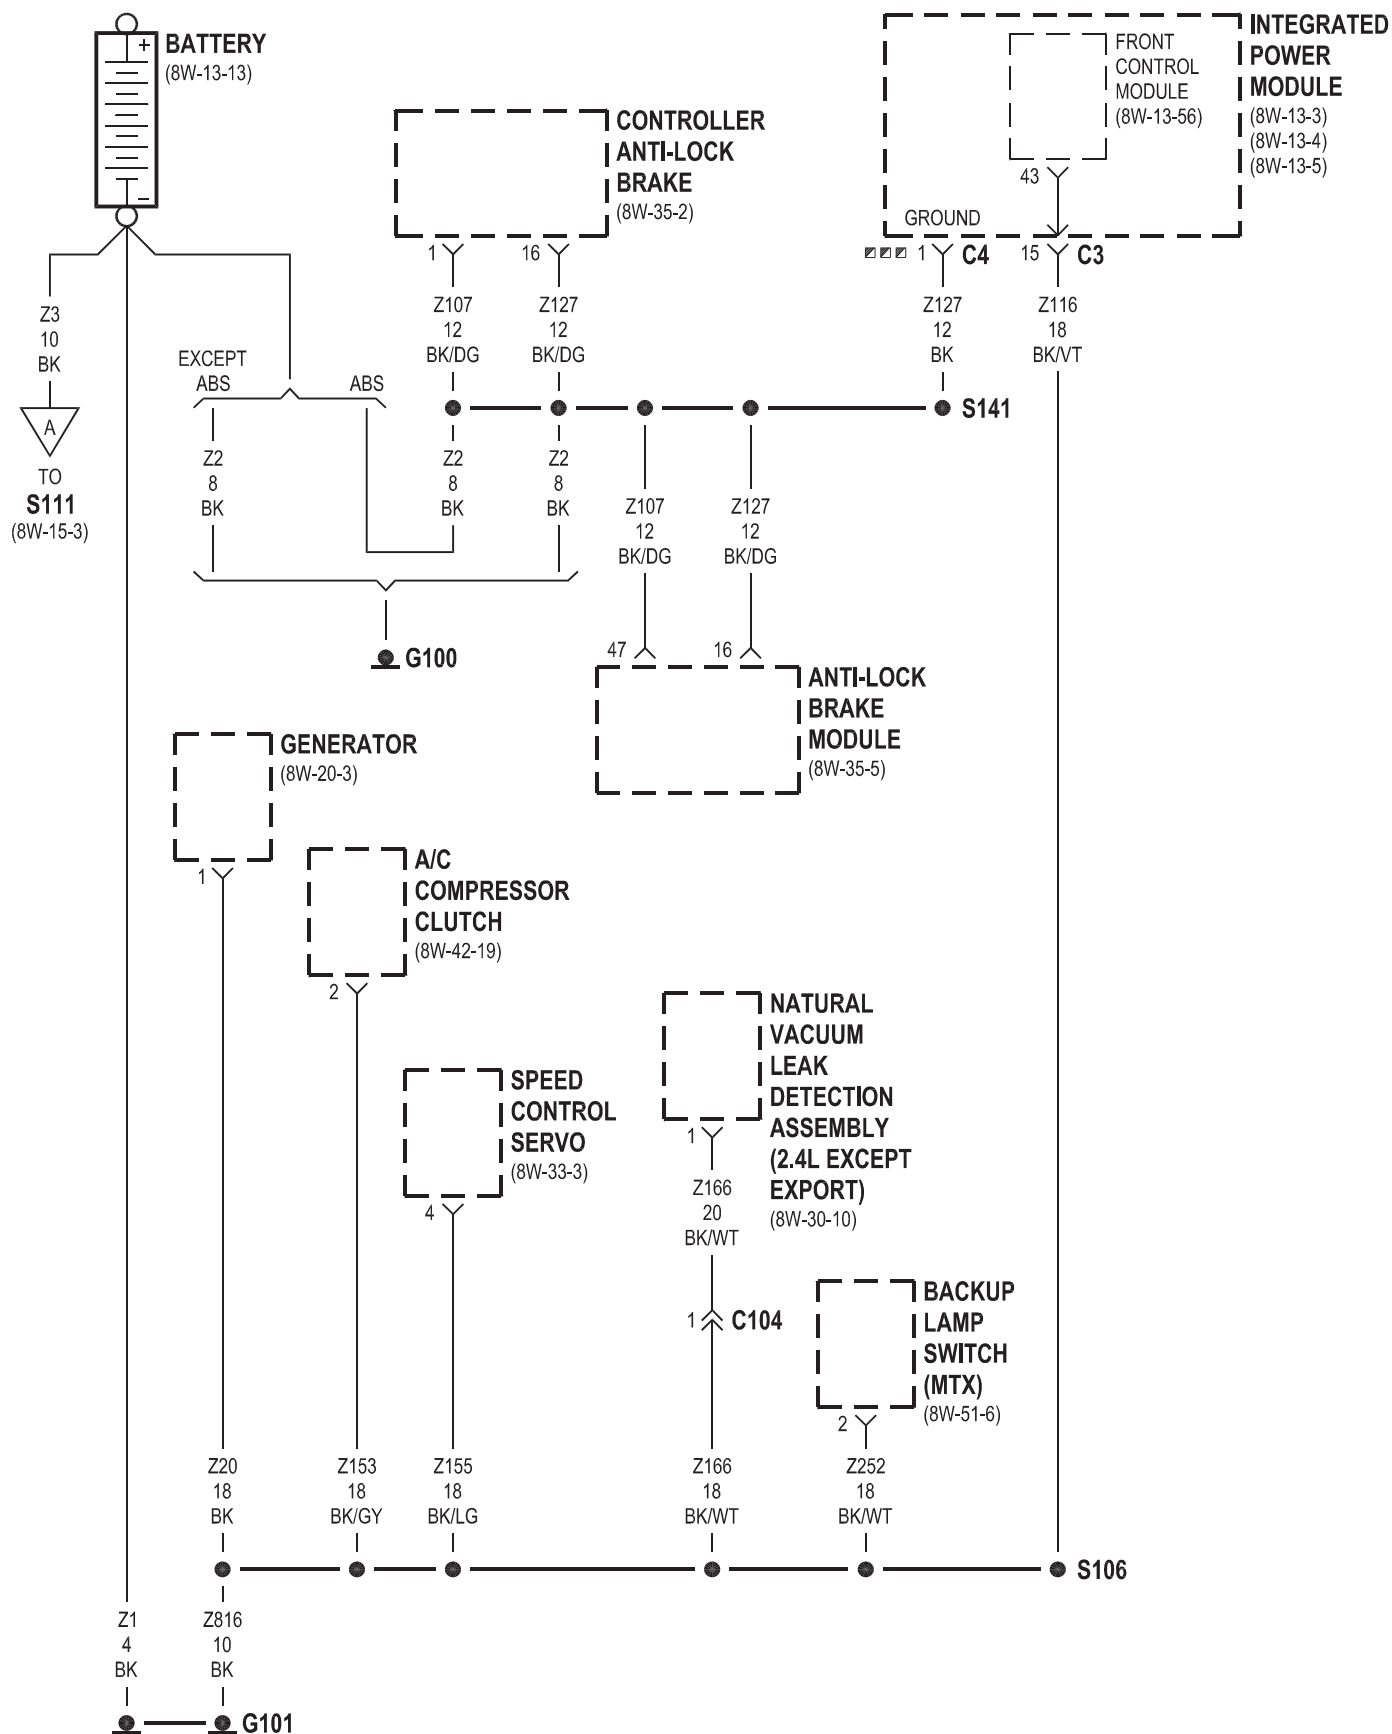 BATTERY
(8W-13-13)
+
−
CONTROLLER
ANTI-LOCK
BRAKE
(8W-35-2)
FRONT
CONTROL
MODULE
(8W-13-56)
INTEGRATED
POWER
MODULE
(8W-13-3)
(8W-13-4)
(8W-13-5)
43
GROUND
1
16
1
C4
15
C3
Z3
10
BK
Z107
12
BK/DG
Z127
12
BK/DG
Z127
12
BK
Z116
18
BK/VT
EXCEPT
ABS
ABS
A
TO
S111
(8W-15-3)
S141
Z2
8
BK
Z2
8
BK
Z2
8
BK
Z107
12
BK/DG
Z127
12
BK/DG
G100
47
16
ANTI-LOCK
BRAKE
MODULE
(8W-35-5)
GENERATOR
(8W-20-3)
1
A/C
COMPRESSOR
CLUTCH
(8W-42-19)
2
SPEED
CONTROL
SERVO
(8W-33-3)
4
NATURAL
VACUUM
LEAK
DETECTION
ASSEMBLY
(2.4L EXCEPT
EXPORT)
(8W-30-10)
1
Z166
20
BK/WT
1
C104
BACKUP
LAMP
SWITCH
(MTX)
(8W-51-6)
2
Z20
18
BK
Z153
18
BK/GY
Z155
18
BK/LG
Z166
18
BK/WT
Z252
18
BK/WT
S106
Z1
4
BK
Z816
10
BK
G101